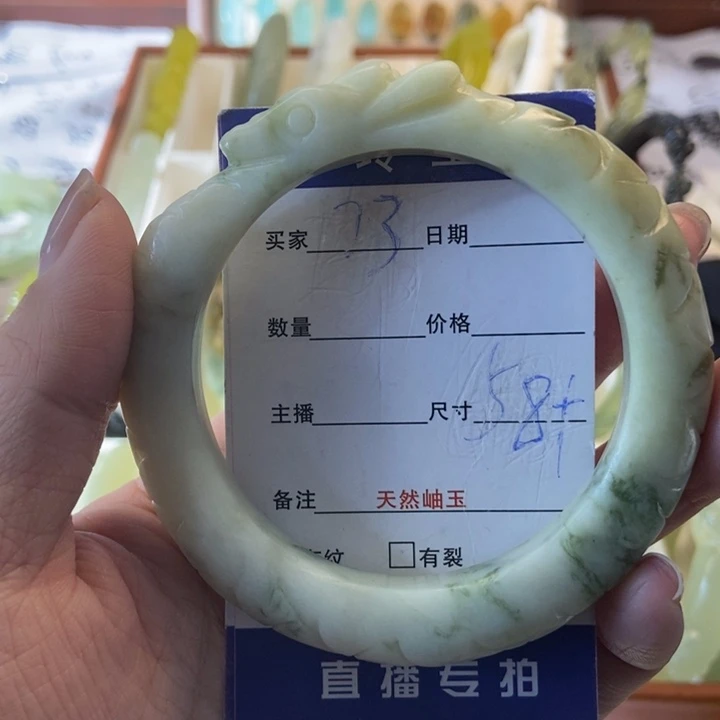 买家 23 日期
数量 价格
主播 尺寸 58+
备注 天然岫玉
纹 有裂
直播专拍